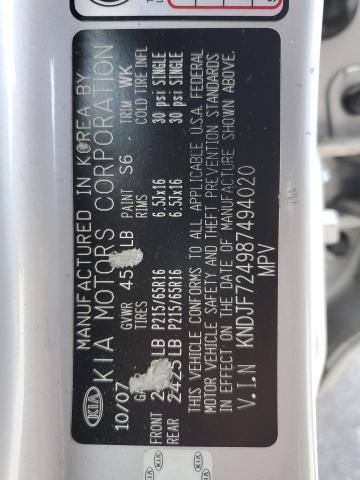 KIA
MANUFACTURED IN KOREA BY
KIA MOTORS CORPORATION
10/07 GVWR LB PAINT S6 TRIM WK
TIRES RIMS COLD TIRE INFL
FRONT LB P215/65R16 6.5JX16 30 psi SINGLE
REAR 2425LB P215/65R16 6.5JX16 30 psi SINGLE
THIS VEHICLE CONFORMS TO ALL APPLICABLE U.S.A FEDERAL
MOTOR VEHICLE SAFETY AND THEFT PREVENTION STANDARDS
IN EFFECT ON THE DATE OF MANUFACTURE SHOWN ABOVE.
V.I.N KNDJF724987494020
MPV
KIA